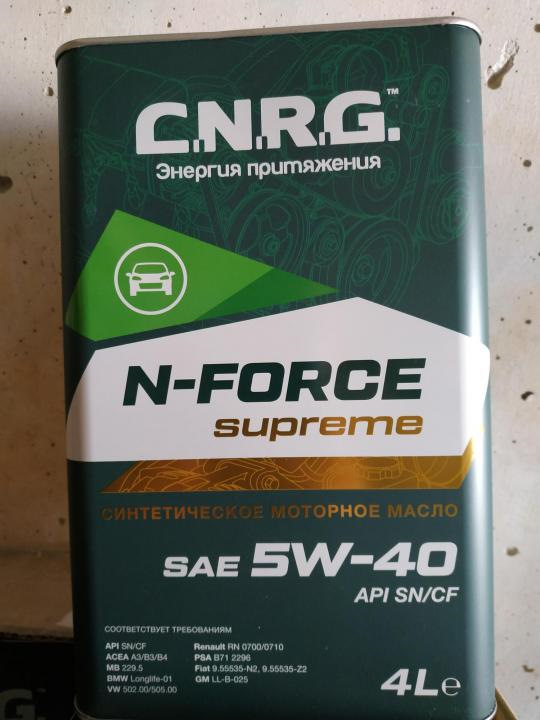 C.N.R.G.™
Энергия притяжения
N-FORCE
supreme
СИНТЕТИЧЕСКОЕ МОТОРНОЕ МАСЛО
SAE 5W-40
API SN/CF
СООТВЕТСТВУЕТ ТРЕБОВАНИЯМ
API SN/CF
ACEA A3/B3/B4
MB 229.5
BMW Longlife-01
VW 502.00/505.00
Renault RN 0700/0710
PSA B71 2296
Fiat 9.55535-N2, 9.55535-Z2
GM LL-B-025
4L℮
G.